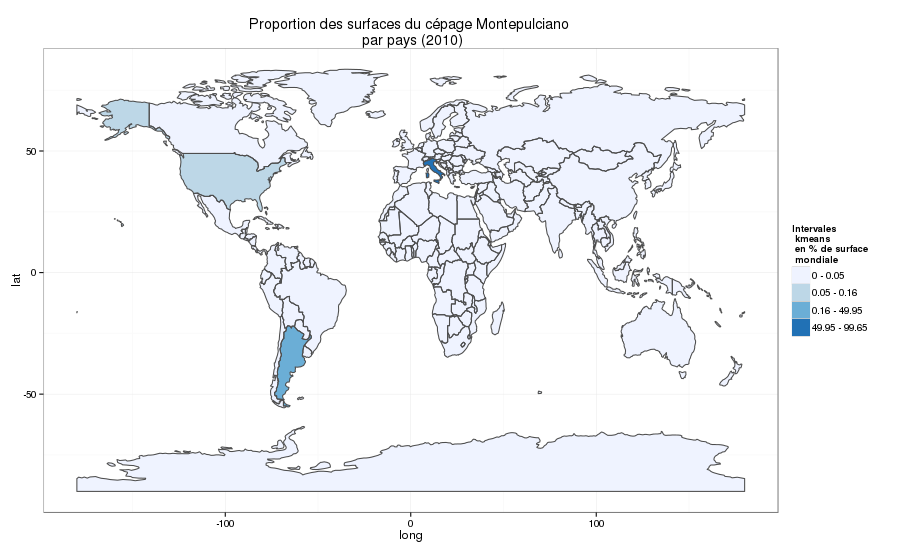 Proportion des surfaces du cépage Montepulciano
par pays (2010)
50
0
-50
lat
-100
0
100
long
Intervales
kmeans
en % de surface
mondiale
0 - 0.05
0.05 - 0.16
0.16 - 49.95
49.95 - 99.65